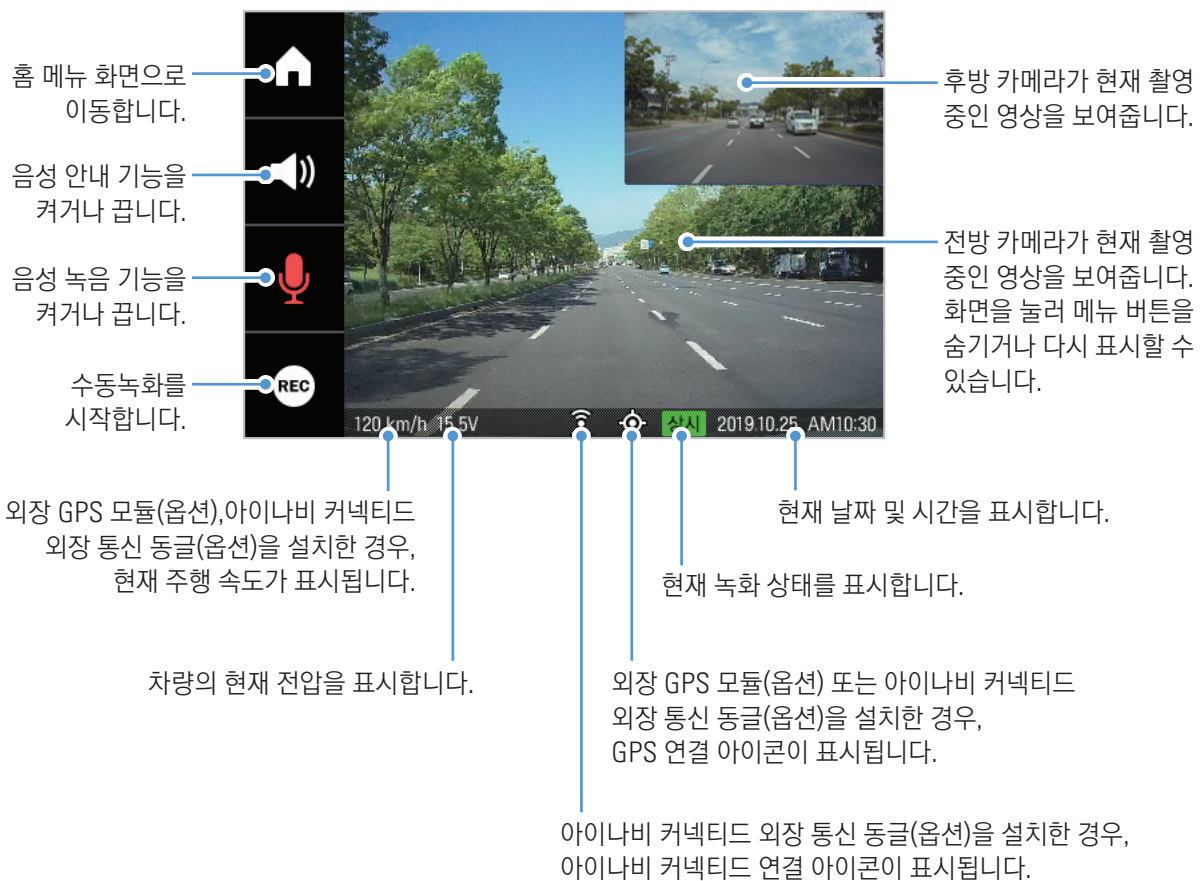 홈 메뉴 화면으로
이동합니다.
음성 안내 기능을
켜거나 끕니다.
음성 녹음 기능을
켜거나 끕니다.
수동녹화를
시작합니다.
REC
후방 카메라가 현재 촬영
중인 영상을 보여줍니다.
전방 카메라가 현재 촬영
중인 영상을 보여줍니다.
화면을 눌러 메뉴 버튼을
숨기거나 다시 표시할 수
있습니다.
120 km/h 15.5V 상시 2019.10.25 AM10:30
외장 GPS 모듈(옵션),아이나비 커넥티드
외장 통신 동글(옵션)을 설치한 경우,
현재 주행 속도가 표시됩니다.
현재 날짜 및 시간을 표시합니다.
현재 녹화 상태를 표시합니다.
차량의 현재 전압을 표시합니다.
외장 GPS 모듈(옵션) 또는 아이나비 커넥티드
외장 통신 동글(옵션)을 설치한 경우,
GPS 연결 아이콘이 표시됩니다.
아이나비 커넥티드 외장 통신 동글(옵션)을 설치한 경우,
아이나비 커넥티드 연결 아이콘이 표시됩니다.